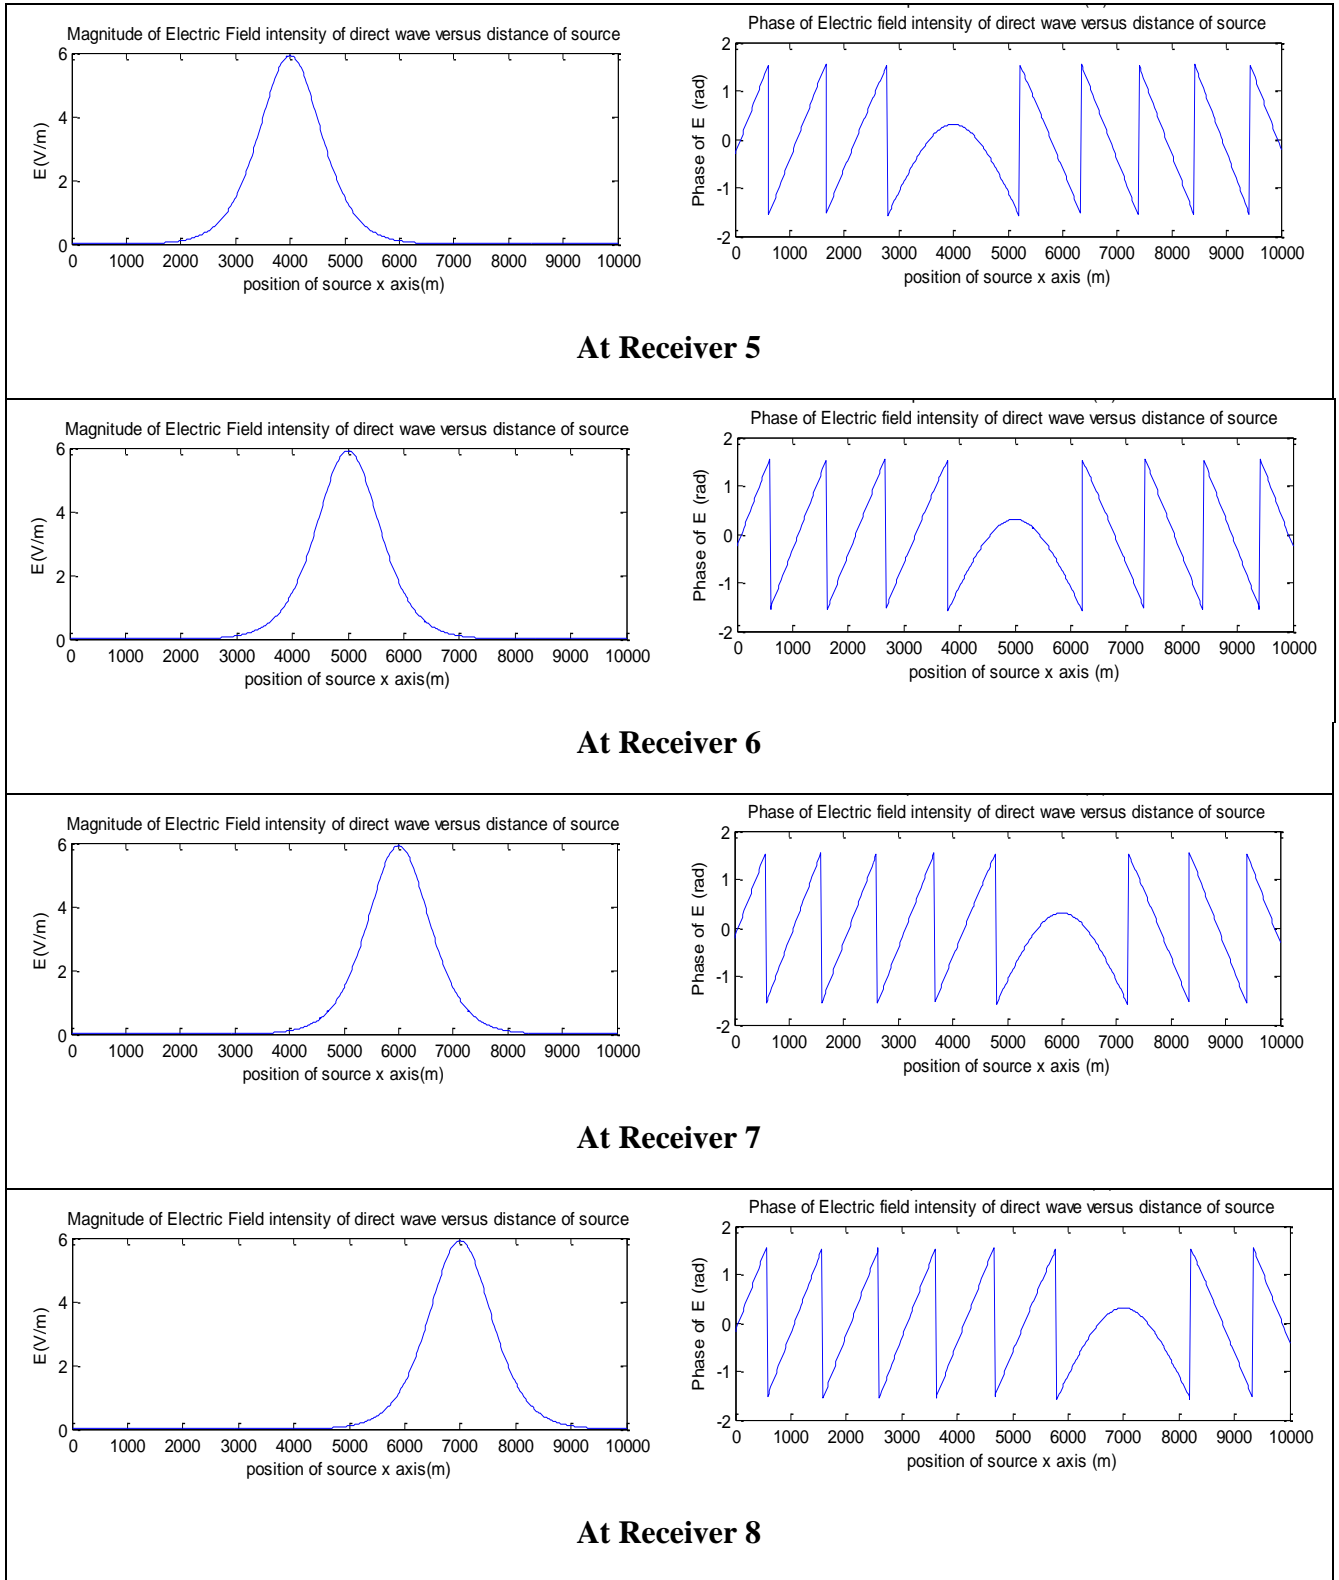 Magnitude of Electric Field intensity of direct wave versus distance of source
6
4
2
0
E(V/m)
0 1000 2000 3000 4000 5000 6000 7000 8000 9000 10000
position of source x axis(m)
Phase of Electric field intensity of direct wave versus distance of source
2
1
0
-1
-2
Phase of E (rad)
0 1000 2000 3000 4000 5000 6000 7000 8000 9000 10000
position of source x axis (m)
At Receiver 5
Magnitude of Electric Field intensity of direct wave versus distance of source
6
4
2
0
E(V/m)
0 1000 2000 3000 4000 5000 6000 7000 8000 9000 10000
position of source x axis(m)
Phase of Electric field intensity of direct wave versus distance of source
2
1
0
-1
-2
Phase of E (rad)
0 1000 2000 3000 4000 5000 6000 7000 8000 9000 10000
position of source x axis (m)
At Receiver 6
Magnitude of Electric Field intensity of direct wave versus distance of source
6
4
2
0
E(V/m)
0 1000 2000 3000 4000 5000 6000 7000 8000 9000 10000
position of source x axis(m)
Phase of Electric field intensity of direct wave versus distance of source
2
1
0
-1
-2
Phase of E (rad)
0 1000 2000 3000 4000 5000 6000 7000 8000 9000 10000
position of source x axis (m)
At Receiver 7
Magnitude of Electric Field intensity of direct wave versus distance of source
6
4
2
0
E(V/m)
0 1000 2000 3000 4000 5000 6000 7000 8000 9000 10000
position of source x axis(m)
Phase of Electric field intensity of direct wave versus distance of source
2
1
0
-1
-2
Phase of E (rad)
0 1000 2000 3000 4000 5000 6000 7000 8000 9000 10000
position of source x axis (m)
At Receiver 8